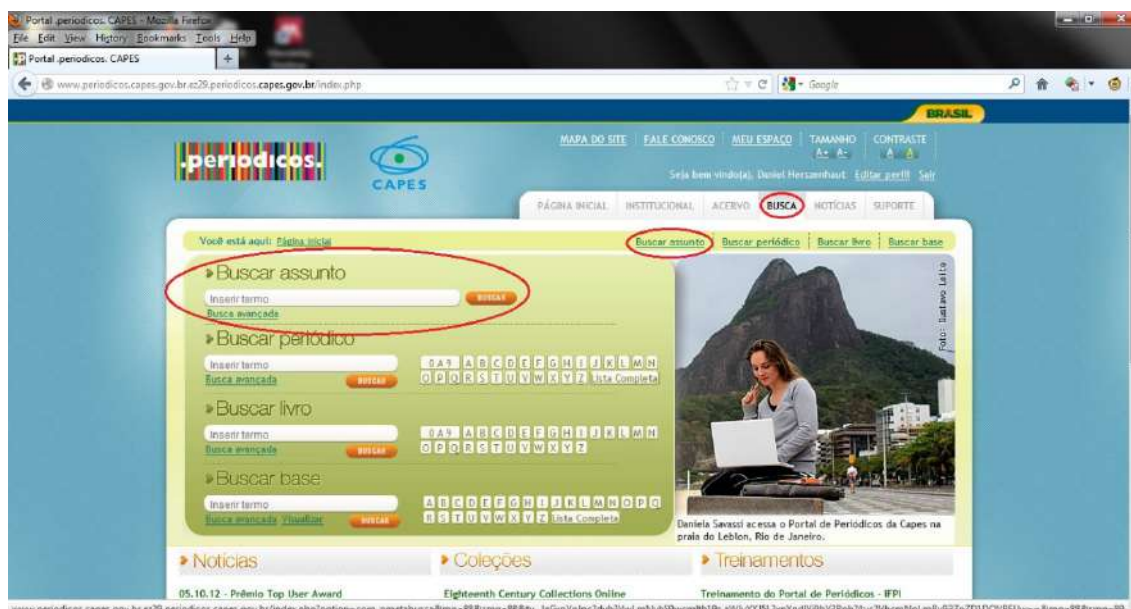 Portal .periodicos. CAPES - Mozilla Firefox
File Edit View History Bookmarks Tools Help
Portal .periodicos. CAPES +
www.periodicos.capes.gov.br.ez29.periodicos.capes.gov.br/index.php
Google
BRASIL
MAPA DO SITE FALE CONOSCO MEU ESPAÇO TAMANHO CONTRASTE
A+ A- A A
.periodicos. CAPES
Seja bem vindo(a), Daniel Herszenhaut Editar perfil Sair
PÁGINA INICIAL INSTITUCIONAL ACERVO BUSCA NOTÍCIAS SUPORTE
Você está aqui: Página inicial
Buscar assunto Buscar periódico Buscar livro Buscar base
Buscar assunto
Inserir termo BUSCAR
Busca avançada
Buscar periódico
Inserir termo
Busca avançada BUSCAR
0 A 9 A B C D E F G H I J K L M N
O P Q R S T U V W X Y Z Lista Completa
Buscar livro
Inserir termo
Busca avançada BUSCAR
0 A 9 A B C D E F G H I J K L M N
O P Q R S T U V W X Y Z
Buscar base
Inserir termo
Busca avançada Visualizar BUSCAR
A B C D E F G H I J K L M N O P Q
R S T U V W X Y Z Lista Completa
Foto: Gustavo Leite
Daniela Savassi acessa o Portal de Periódicos da Capes na
praia do Leblon, Rio de Janeiro.
Notícias
05.10.12 - Prêmio Top User Award
Coleções
Eighteenth Century Collections Online
Treinamentos
Treinamento do Portal de Periódicos - IFPI